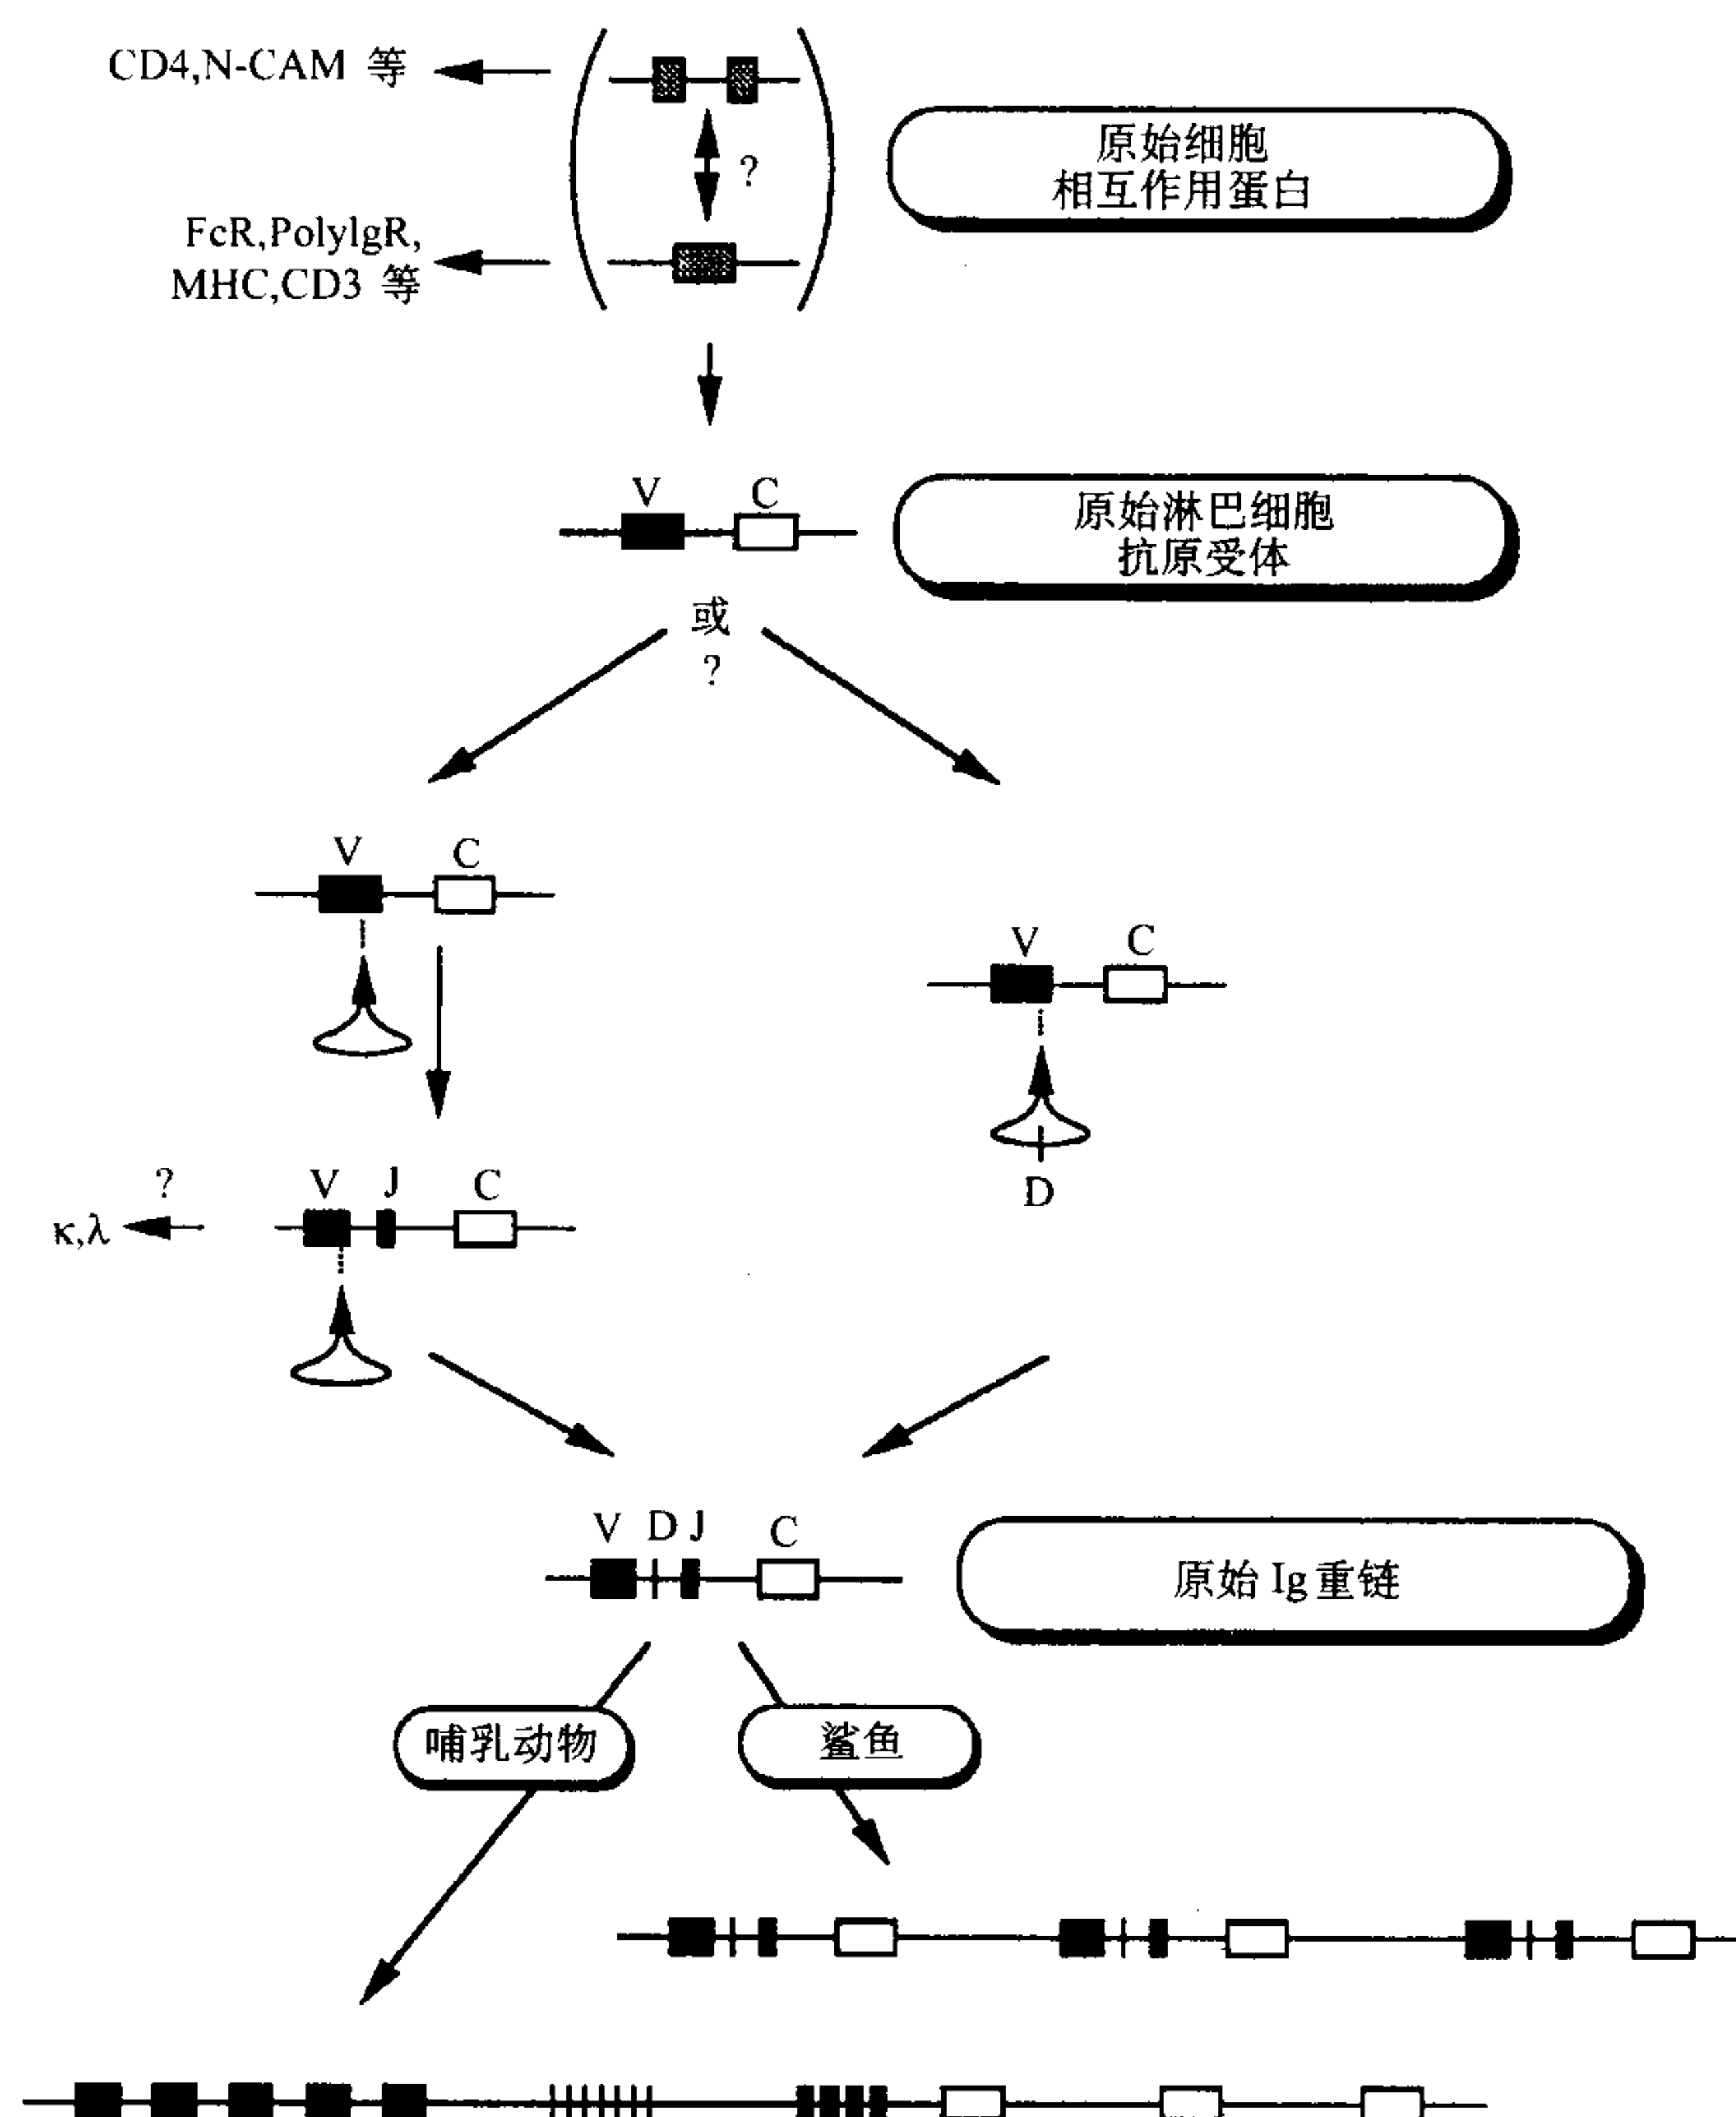 CD4,N-CAM 等
?
原始细胞
相互作用蛋白
FcR,PolyIgR,
MHC,CD3 等
V C
原始淋巴细胞
抗原受体
或
?
V C
V C
D
?
κ,λ
V J C
V D J C
原始 Ig 重链
哺乳动物
鲨鱼